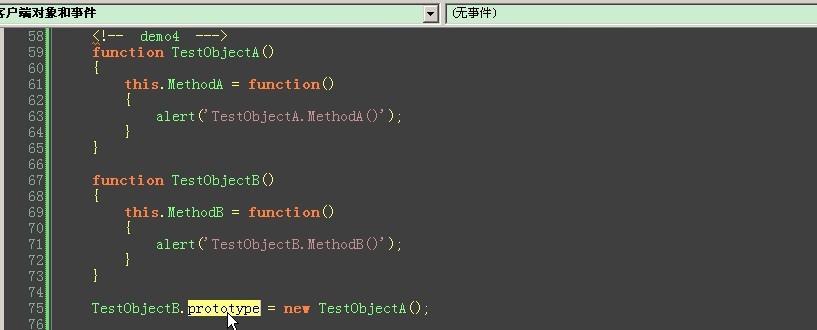 客户端对象和事件
(无事件)
58 <!-- demo4 --->
59 function TestObjectA()
60 {
61 this.MethodA = function()
62 {
63 alert('TestObjectA.MethodA()');
64 }
65 }
66
67 function TestObjectB()
68 {
69 this.MethodB = function()
70 {
71 alert('TestObjectB.MethodB()');
72 }
73 }
74
75 TestObjectB.prototype = new TestObjectA();
76